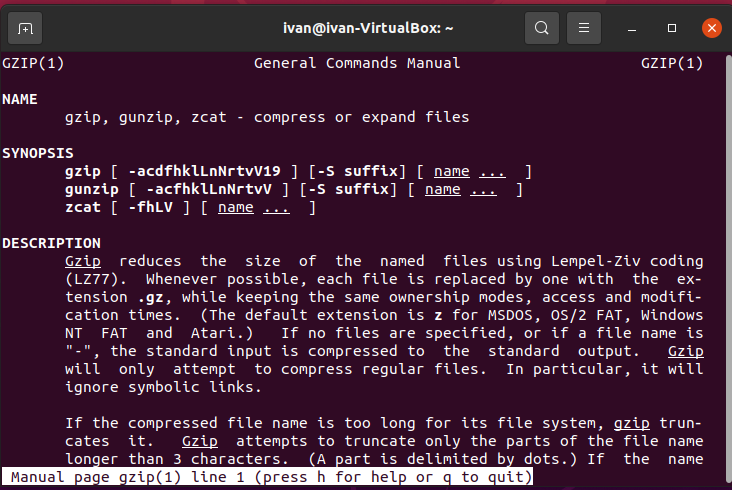 ivan@ivan-VirtualBox: ~
GZIP(1) General Commands Manual GZIP(1)
NAME
gzip, gunzip, zcat - compress or expand files
SYNOPSIS
gzip [ -acdfhklLnNrtvV19 ] [-S suffix] [ name ... ]
gunzip [ -acfhklLnNrtvV ] [-S suffix] [ name ... ]
zcat [ -fhLV ] [ name ... ]
DESCRIPTION
Gzip reduces the size of the named files using Lempel-Ziv coding
(LZ77). Whenever possible, each file is replaced by one with the ex-
tension .gz, while keeping the same ownership modes, access and modifi-
cation times. (The default extension is z for MSDOS, OS/2 FAT, Windows
NT FAT and Atari.) If no files are specified, or if a file name is
"-", the standard input is compressed to the standard output. Gzip
will only attempt to compress regular files. In particular, it will
ignore symbolic links.
If the compressed file name is too long for its file system, gzip trun-
cates it. Gzip attempts to truncate only the parts of the file name
longer than 3 characters. (A part is delimited by dots.) If the name
Manual page gzip(1) line 1 (press h for help or q to quit)